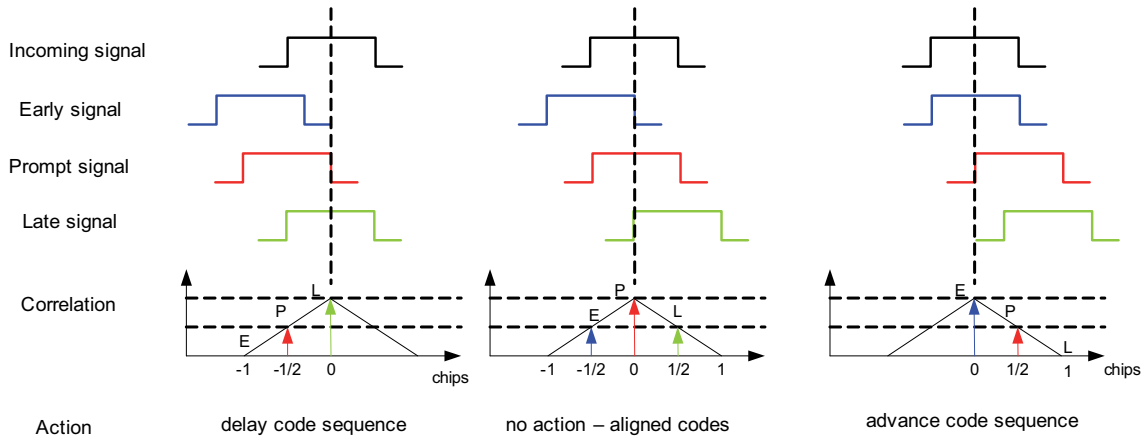 Incoming signal
Early signal
Prompt signal
Late signal
Correlation
L
P
E
-1
-1/2
0
chips
P
E
L
-1
-1/2
0
1/2
1
chips
E
P
L
0
1/2
1
chips
Action
delay code sequence
no action – aligned codes
advance code sequence